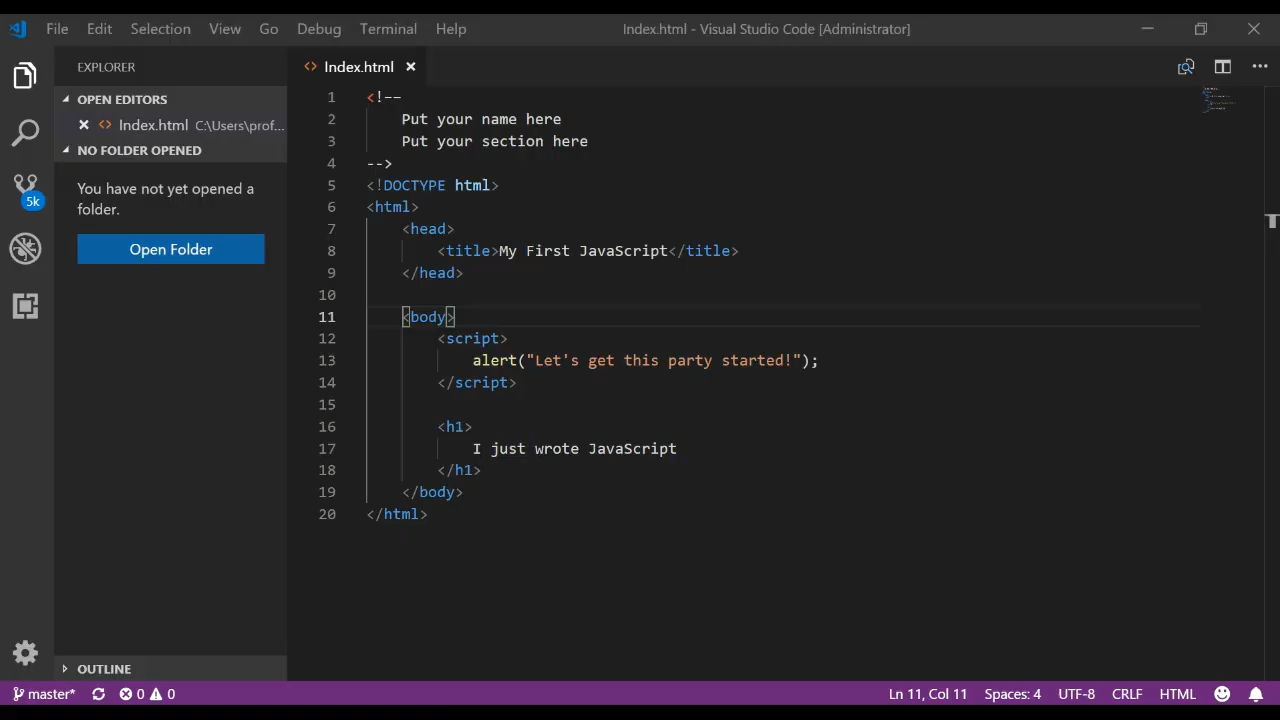 File Edit Selection View Go Debug Terminal Help Index.html - Visual Studio Code [Administrator]
EXPLORER
Index.html
OPEN EDITORS
Index.html C:\Users\prof...
NO FOLDER OPENED
You have not yet opened a
folder.
Open Folder
5k
OUTLINE
1 <!--
2 Put your name here
3 Put your section here
4 -->
5 <!DOCTYPE html>
6 <html>
7 <head>
8 <title>My First JavaScript</title>
9 </head>
10
11 <body>
12 <script>
13 alert("Let's get this party started!");
14 </script>
15
16 <h1>
17 I just wrote JavaScript
18 </h1>
19 </body>
20 </html>
T
master* 0 0 Ln 11, Col 11 Spaces: 4 UTF-8 CRLF HTML